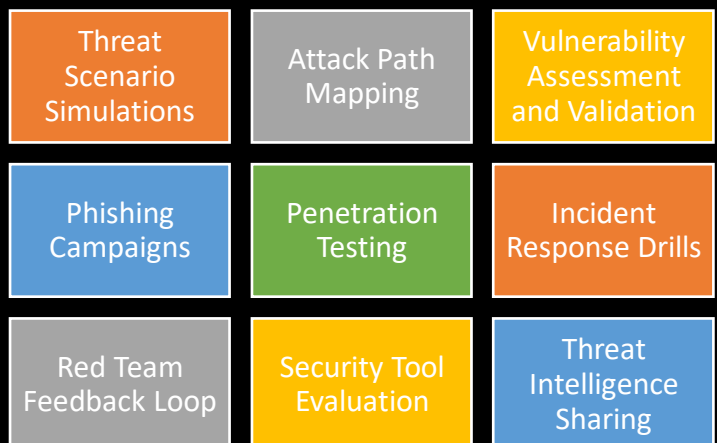 Threat
Scenario
Simulations
Attack Path
Mapping
Vulnerability
Assessment
and Validation
Phishing
Campaigns
Penetration
Testing
Incident
Response Drills
Red Team
Feedback Loop
Security Tool
Evaluation
Threat
Intelligence
Sharing